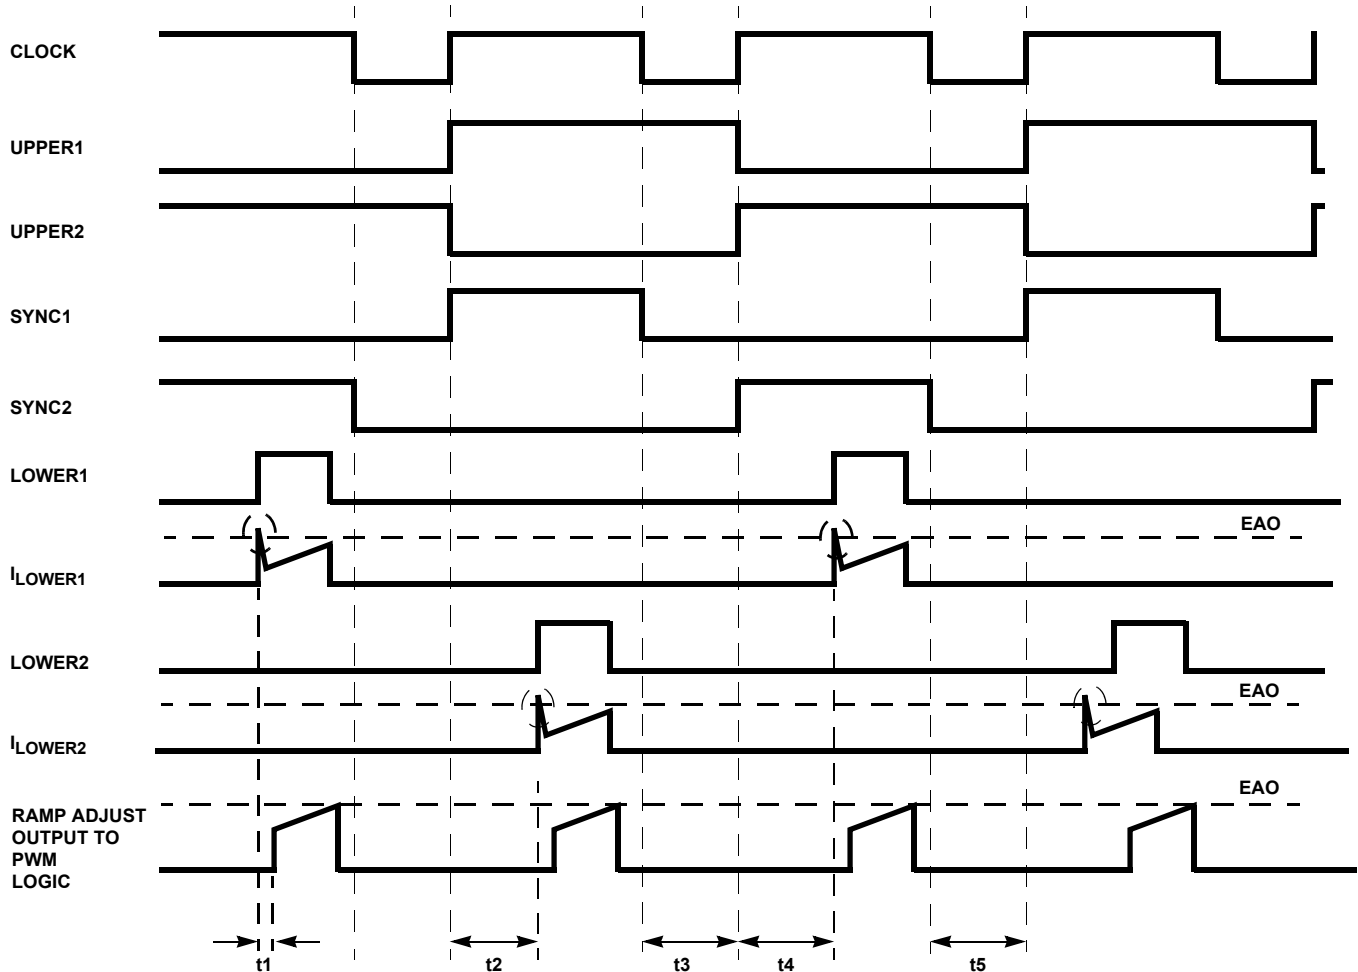 CLOCK
UPPER1
UPPER2
SYNC1
SYNC2
LOWER1
EAO
ILOWER1
LOWER2
EAO
ILOWER2
EAO
RAMP ADJUST
OUTPUT TO
PWM
LOGIC
t1 t2 t3 t4 t5